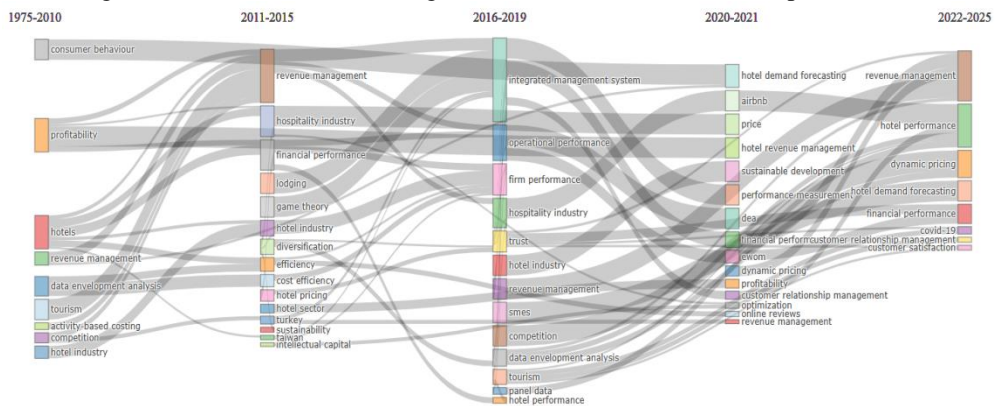 1975-2010
2011-2015
2016-2019
2020-2021
2022-2025
consumer behaviour
profitability
hotels
revenue management
data envelopment analysis
tourism
activity-based costing
competition
hotel industry
revenue management
hospitality industry
financial performance
lodging
game theory
hotel industry
diversification
efficiency
cost efficiency
hotel pricing
hotel sector
turkey
sustainability
taiwan
intellectual capital
integrated management system
operational performance
firm performance
hospitality industry
trust
hotel industry
revenue management
smes
competition
data envelopment analysis
tourism
panel data
hotel performance
hotel demand forecasting
airbnb
price
hotel revenue management
sustainable development
performance measurement
dea
financial perform
ewom
dynamic pricing
profitability
customer relationship management
optimization
online reviews
revenue management
revenue management
hotel performance
dynamic pricing
hotel demand forecasting
financial performance
covid-19
customer relationship management
customer satisfaction